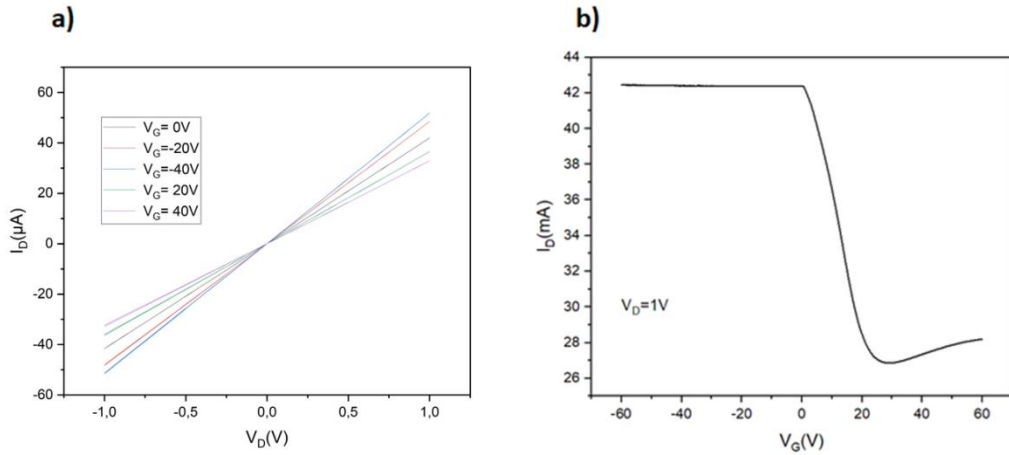 a)
60
40
20
0
-20
-40
-60
I_D(µA)
V_G= 0V
V_G=-20V
V_G=-40V
V_G= 20V
V_G= 40V
-1,0
-0,5
0,0
0,5
1,0
V_D(V)
b)
44
42
40
38
36
34
32
30
28
26
I_D(mA)
V_D=1V
-60
-40
-20
0
20
40
60
V_G(V)